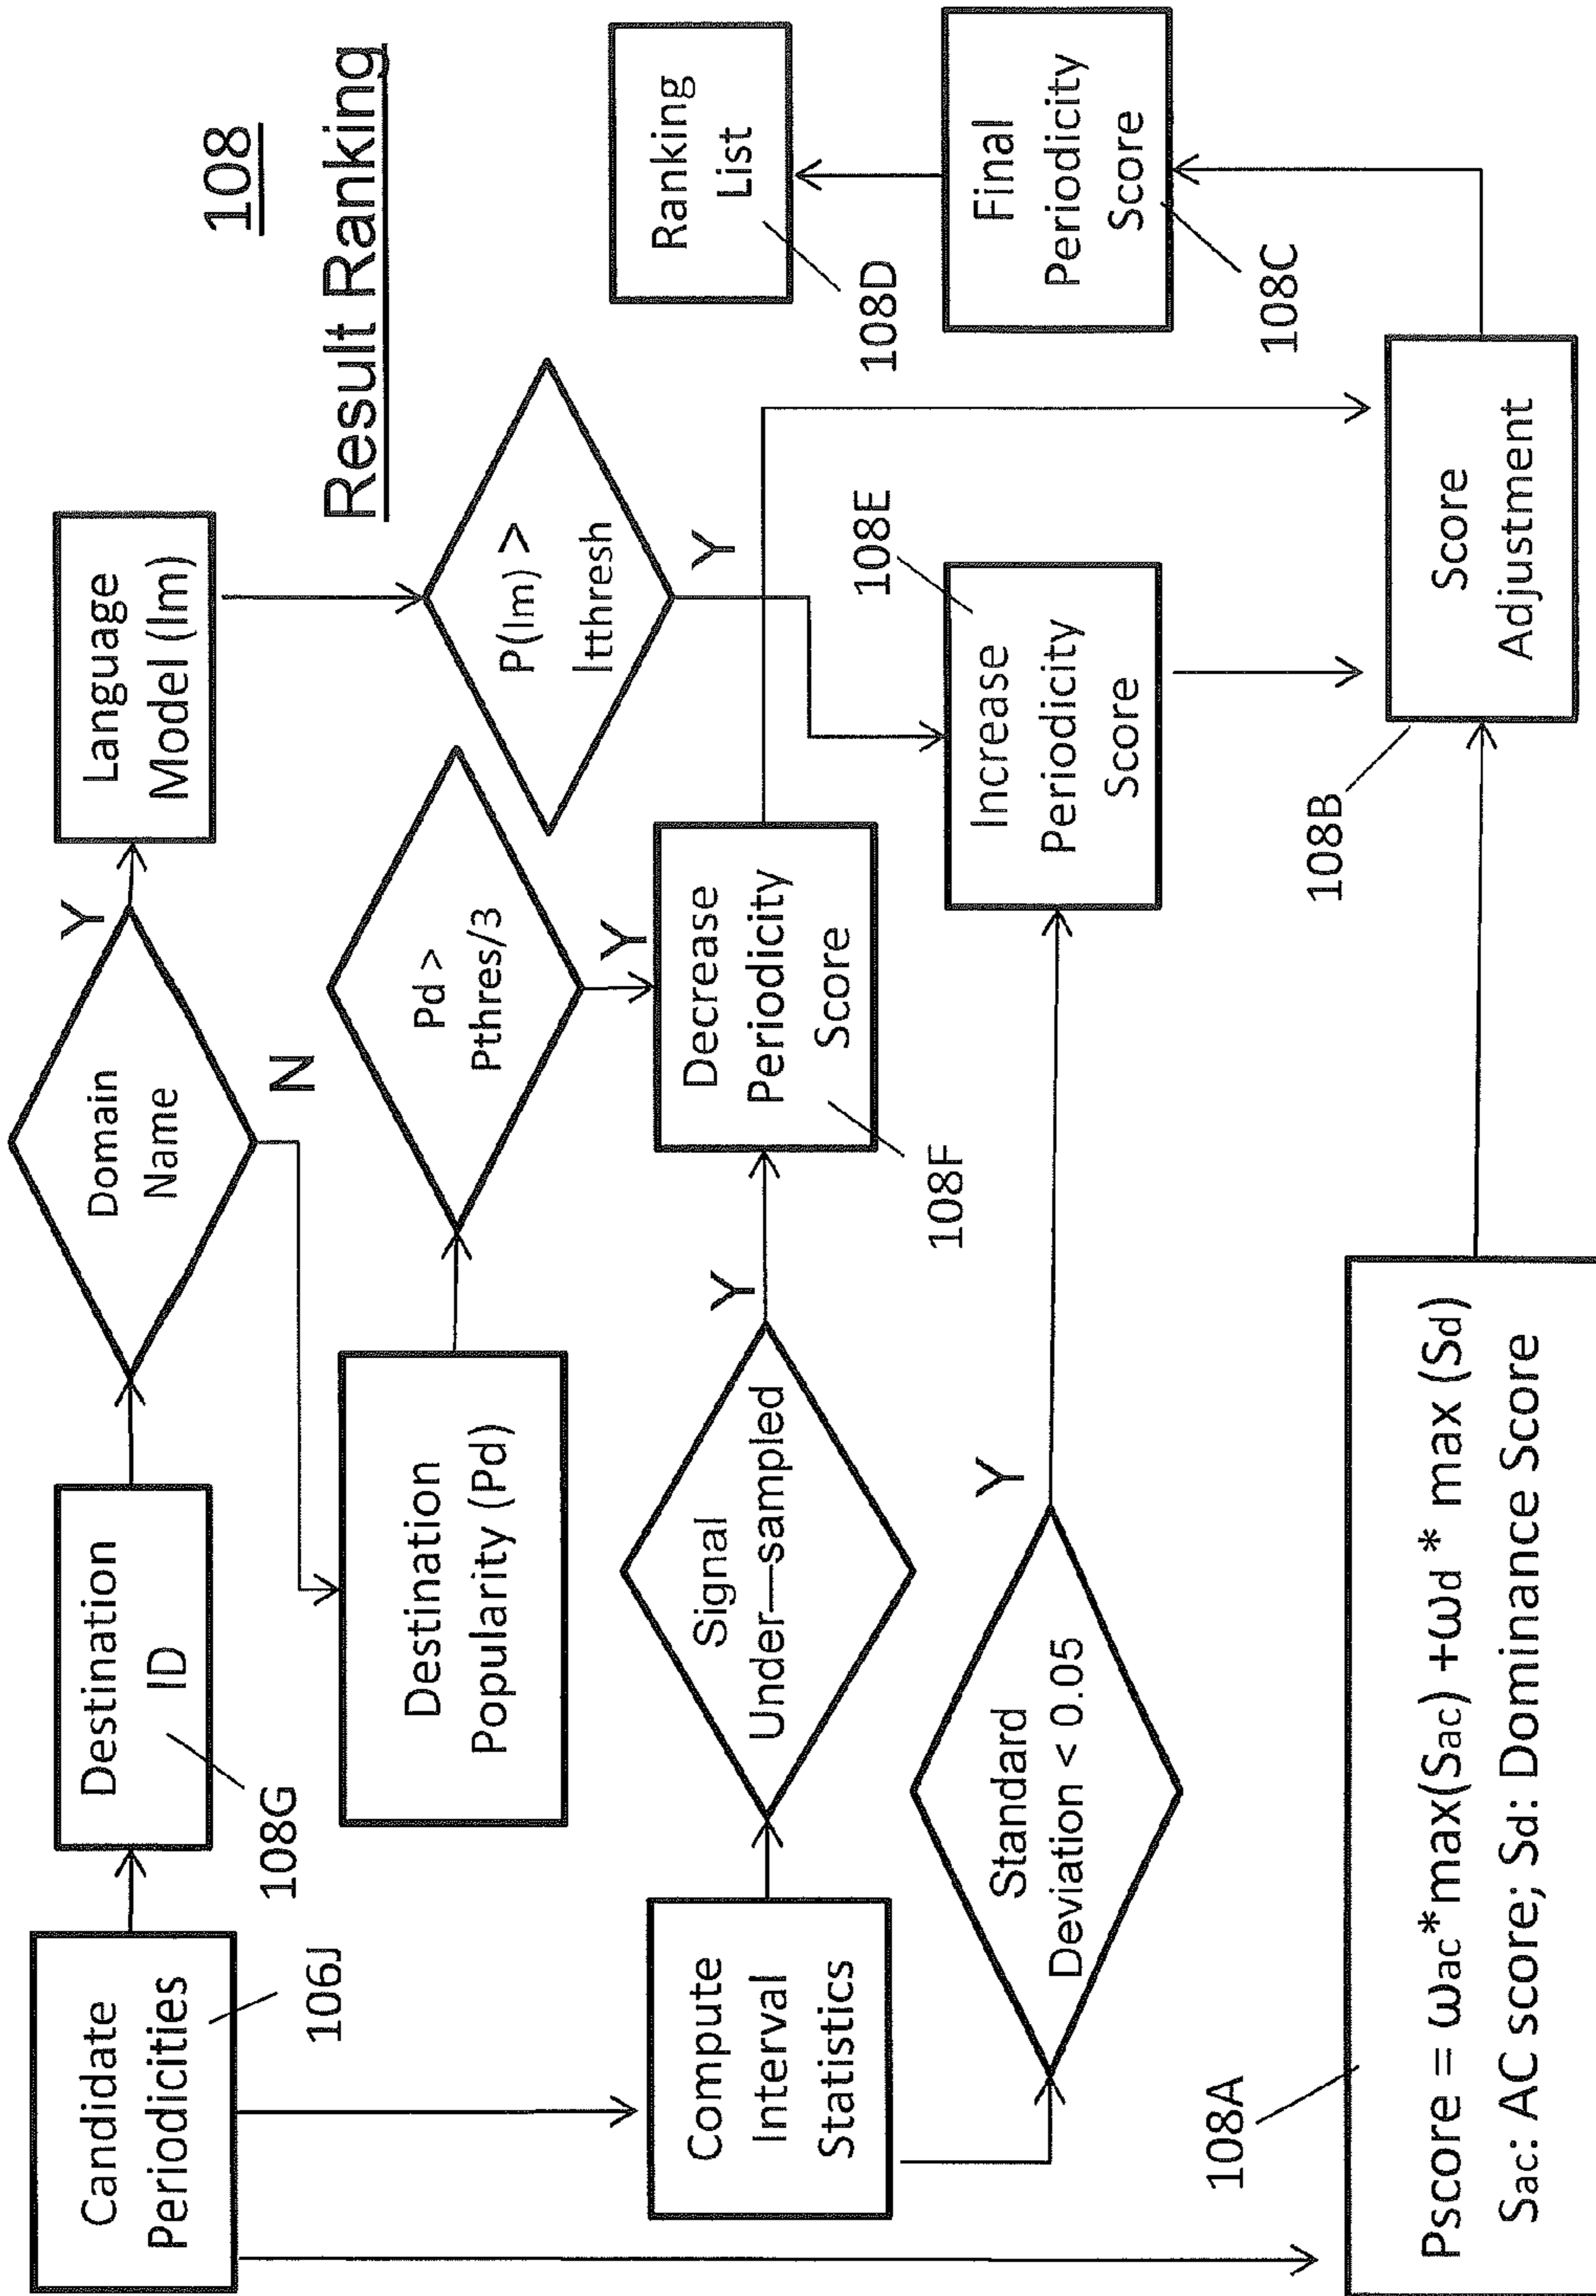 108
Result Ranking
Candidate
Periodicities
106J
Destination
ID
108G
Domain
Name
Y
N
Language
Model (lm)
Destination
Popularity (Pd)
Pd >
Pthres/3
Y
P(lm) >
ltthresh
Y
Compute
Interval
Statistics
Signal
Under—sampled
Y
Decrease
Periodicity
Score
108F
Standard
Deviation < 0.05
Y
Increase
Periodicity
Score
108E
Pscore = ωac*max(Sac) +ωd * max (Sd)
Sac: AC score; Sd: Dominance Score
108A
Score
Adjustment
108B
Final
Periodicity
Score
108C
Ranking
List
108D